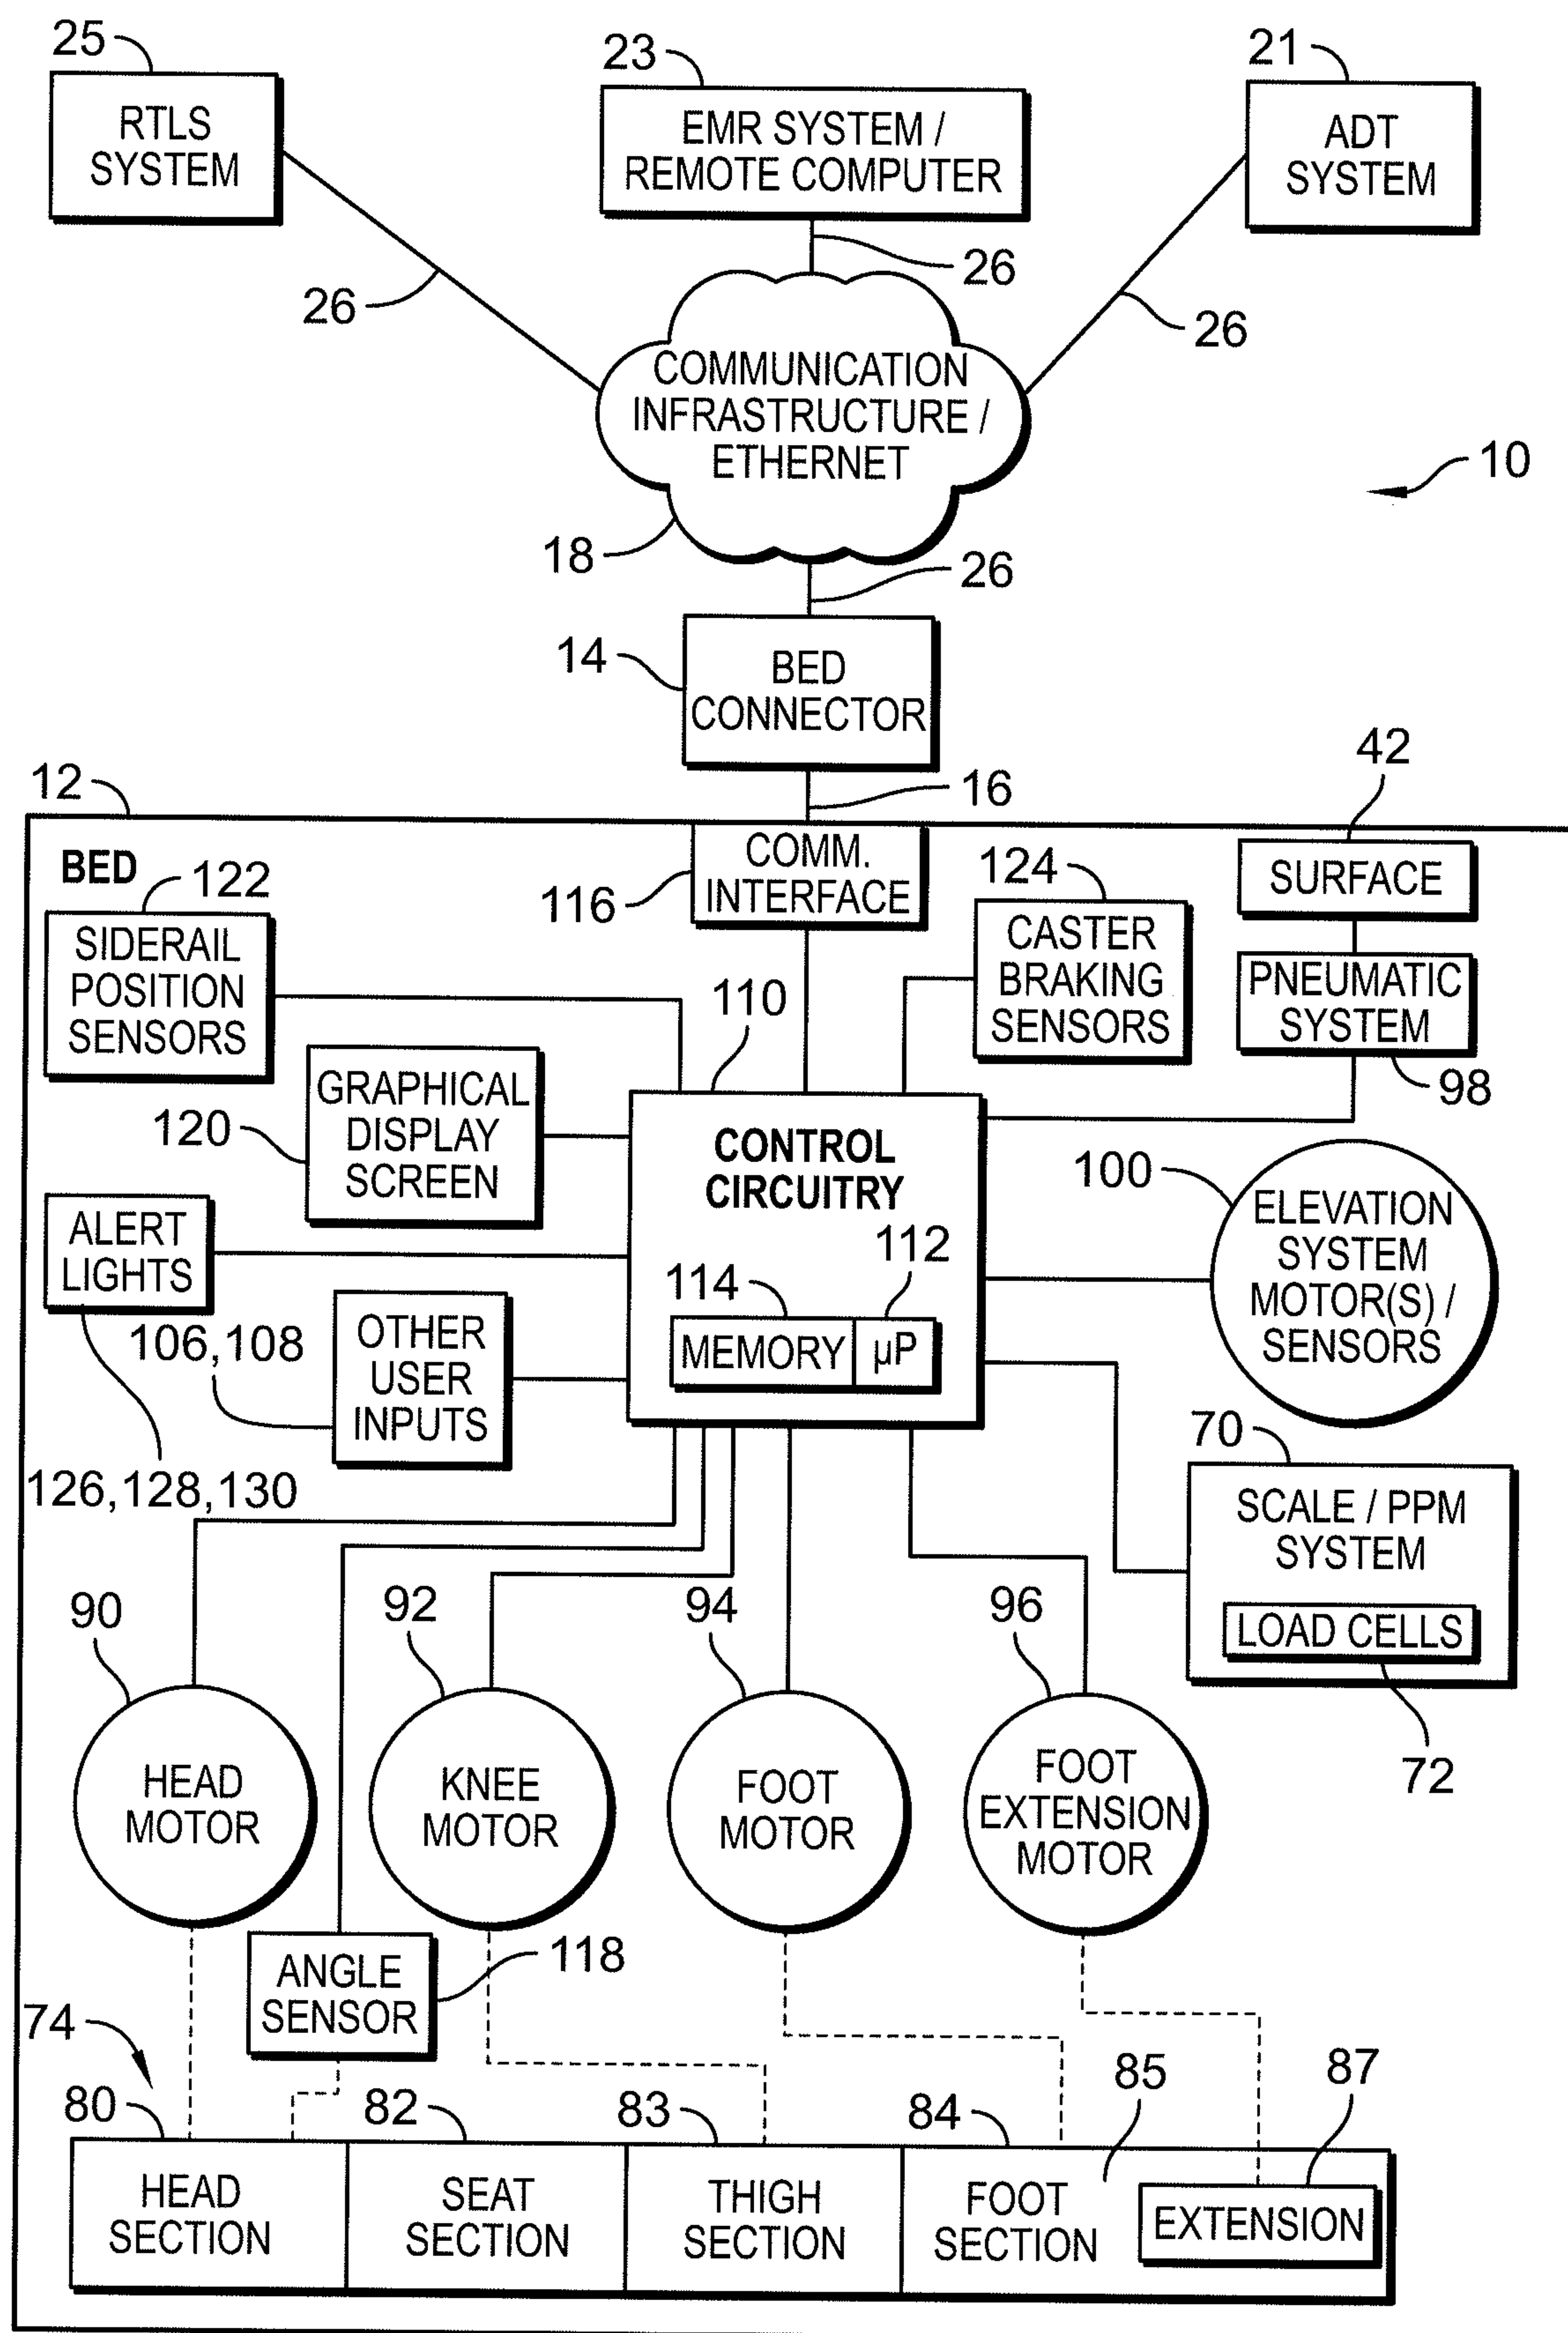 25
RTLS
SYSTEM
23
EMR SYSTEM /
REMOTE COMPUTER
21
ADT
SYSTEM
26
26
26
COMMUNICATION
INFRASTRUCTURE /
ETHERNET
10
18
26
14
BED
CONNECTOR
42
12
16
BED
122
116
COMM.
INTERFACE
124
SURFACE
SIDERAIL
POSITION
SENSORS
CASTER
BRAKING
SENSORS
PNEUMATIC
SYSTEM
98
110
120
GRAPHICAL
DISPLAY
SCREEN
CONTROL
CIRCUITRY
100
ELEVATION
SYSTEM
MOTOR(S) /
SENSORS
ALERT
LIGHTS
112
114
MEMORY
µP
106,108
OTHER
USER
INPUTS
126,128,130
70
SCALE / PPM
SYSTEM
LOAD CELLS
72
90
92
94
96
HEAD
MOTOR
KNEE
MOTOR
FOOT
MOTOR
FOOT
EXTENSION
MOTOR
ANGLE
SENSOR
118
74
80
82
83
84
85
87
HEAD
SECTION
SEAT
SECTION
THIGH
SECTION
FOOT
SECTION
EXTENSION